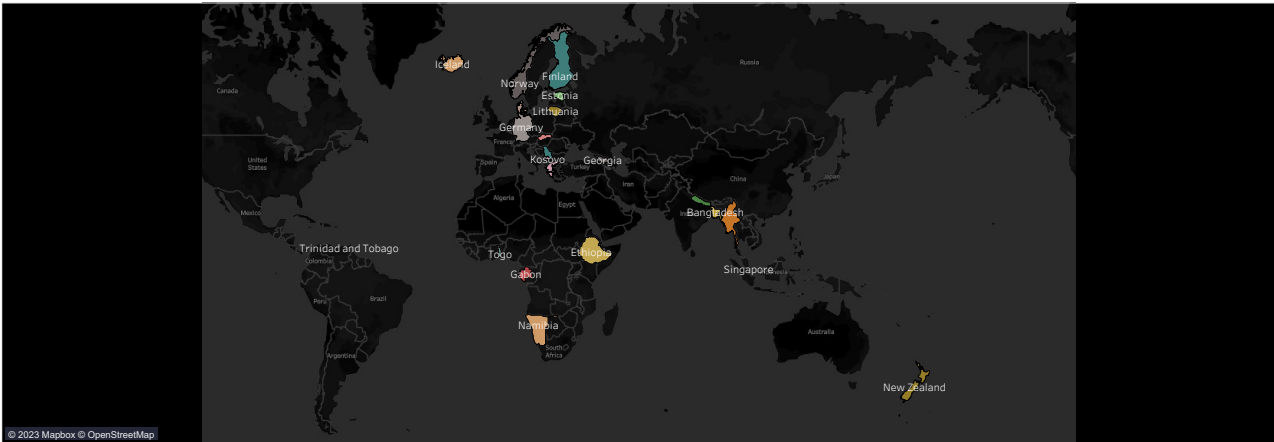 Iceland
Russia
Norway
Finland
Canada
Estonia
Lithuania
Germany
France
United
States
Spain
Kosovo
Turkey
Georgia
Iran
China
Japan
Algeria
Egypt
Mexico
Bangladesh
Trinidad and Tobago
Colombia
Togo
Ethiopia
Gabon
Singapore
Peru
Brazil
Namibia
Australia
South
Africa
Argentina
New Zealand
© 2023 Mapbox © OpenStreetMap